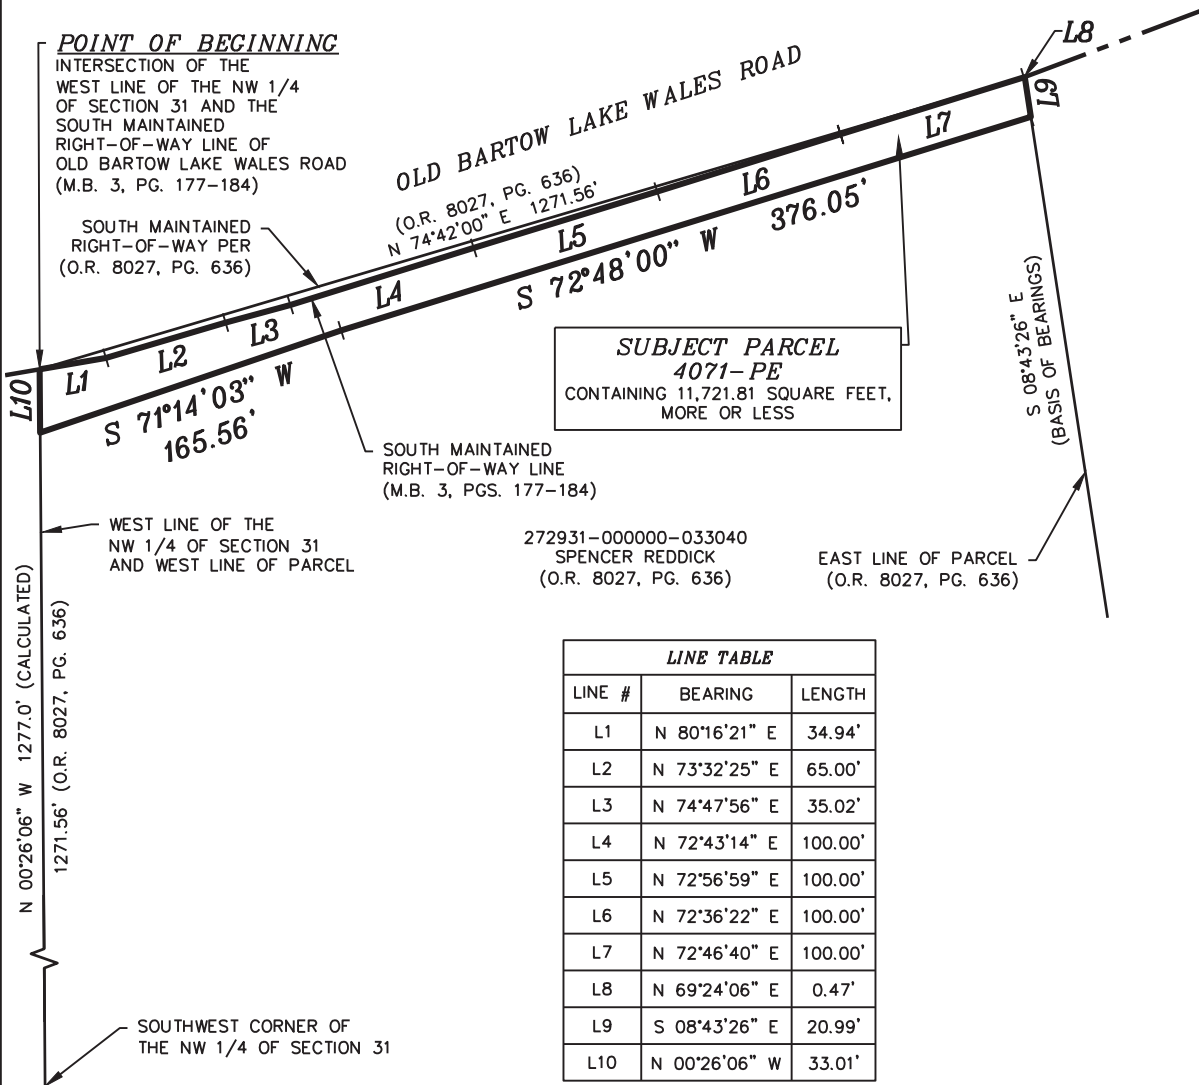 POINT OF BEGINNING
INTERSECTION OF THE
WEST LINE OF THE NW 1/4
OF SECTION 31 AND THE
SOUTH MAINTAINED
RIGHT-OF-WAY LINE OF
OLD BARTOW LAKE WALES ROAD
(M.B. 3, PG. 177-184)
SOUTH MAINTAINED
RIGHT-OF-WAY PER
(O.R. 8027, PG. 636)
OLD BARTOW LAKE WALES ROAD
(O.R. 8027, PG. 636)
N 74°42'00" E 1271.56'
L8
L9
L7
L6
L5
L4
L3
L2
L1
L10
S 72°48'00" W 376.05'
S 71°14'03" W
165.56'
SUBJECT PARCEL
4071-PE
CONTAINING 11,721.81 SQUARE FEET,
MORE OR LESS
S 08°43'26" E
(BASIS OF BEARINGS)
SOUTH MAINTAINED
RIGHT-OF-WAY LINE
(M.B. 3, PGS. 177-184)
WEST LINE OF THE
NW 1/4 OF SECTION 31
AND WEST LINE OF PARCEL
272931-000000-033040
SPENCER REDDICK
(O.R. 8027, PG. 636)
EAST LINE OF PARCEL
(O.R. 8027, PG. 636)
N 00°26'06" W 1277.0' (CALCULATED)
1271.56' (O.R. 8027, PG. 636)
SOUTHWEST CORNER OF
THE NW 1/4 OF SECTION 31
LINE TABLE
LINE # BEARING LENGTH
L1 N 80°16'21" E 34.94'
L2 N 73°32'25" E 65.00'
L3 N 74°47'56" E 35.02'
L4 N 72°43'14" E 100.00'
L5 N 72°56'59" E 100.00'
L6 N 72°36'22" E 100.00'
L7 N 72°46'40" E 100.00'
L8 N 69°24'06" E 0.47'
L9 S 08°43'26" E 20.99'
L10 N 00°26'06" W 33.01'